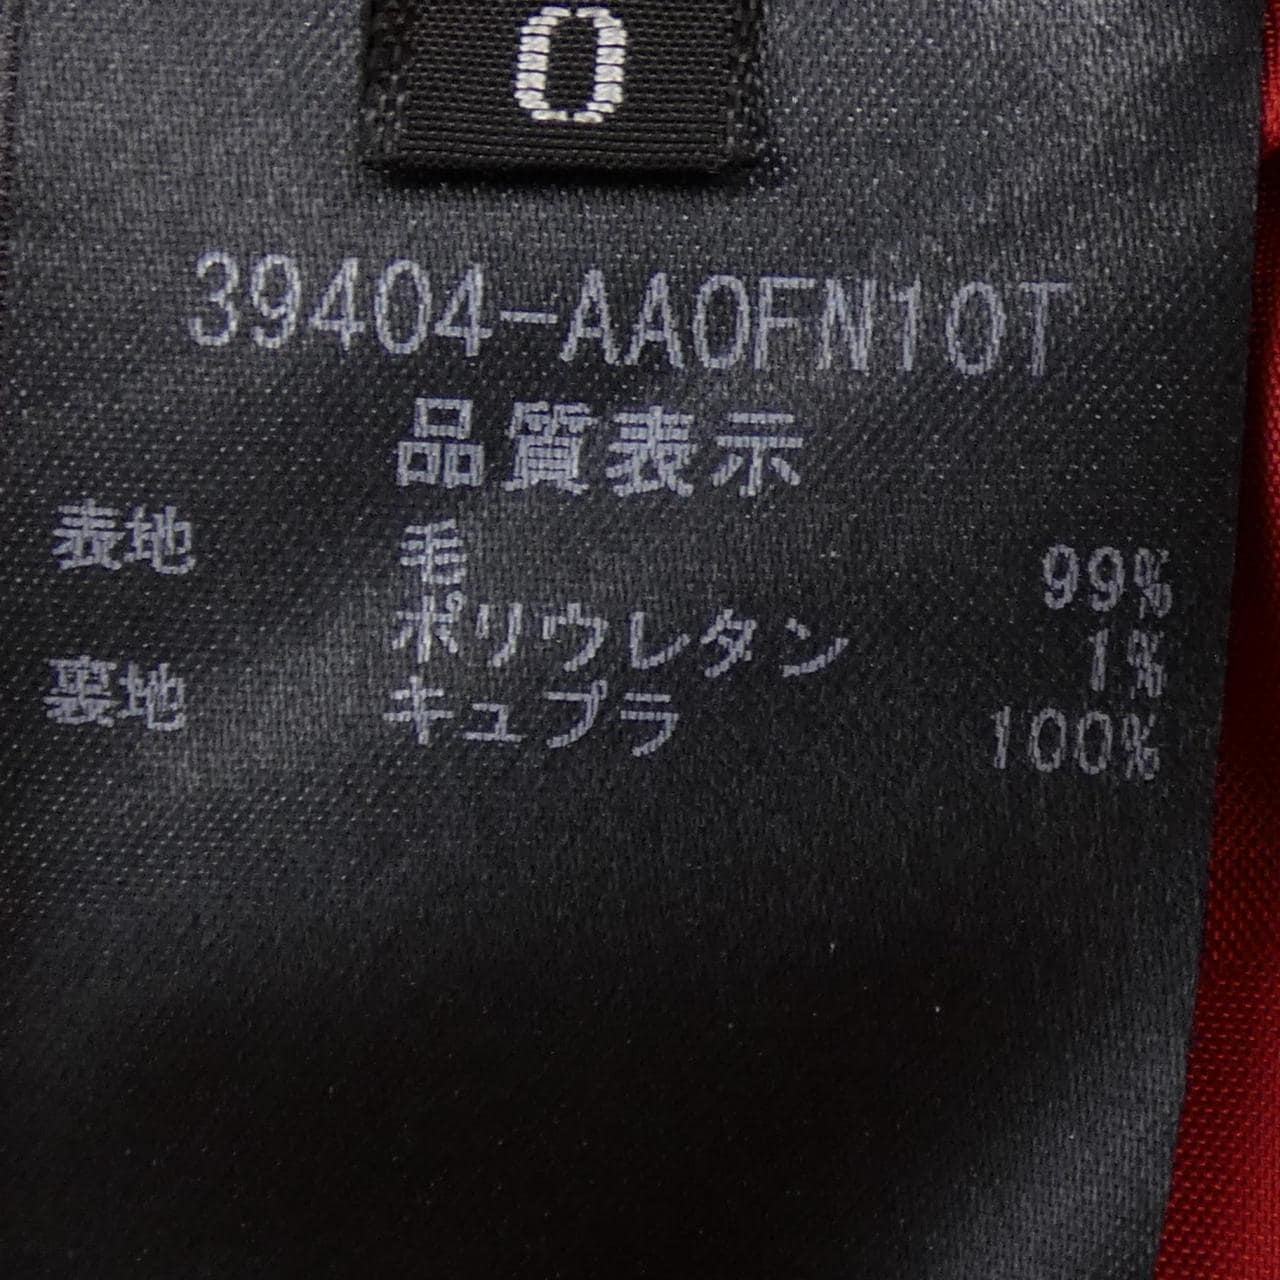 0
39404-AA0FN10T
品質表示
表地 毛 99%
ポリウレタン 1%
裏地 キュプラ 100%